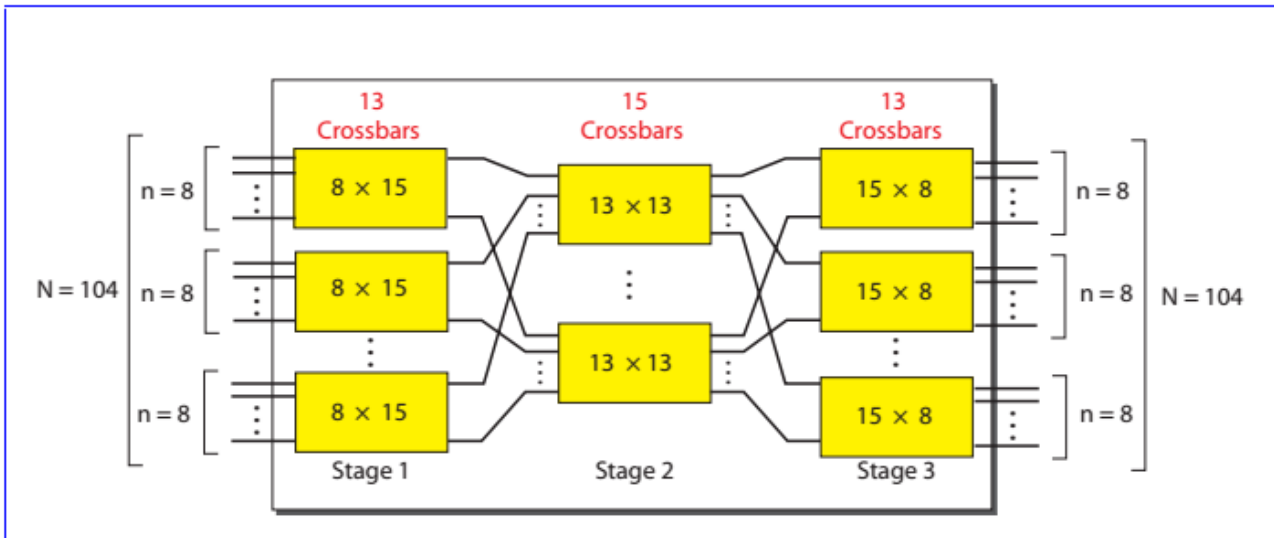 13
Crossbars
15
Crossbars
13
Crossbars
n = 8
8 × 15
13 × 13
15 × 8
n = 8
N = 104
n = 8
8 × 15
15 × 8
n = 8
N = 104
13 × 13
n = 8
8 × 15
15 × 8
n = 8
Stage 1
Stage 2
Stage 3